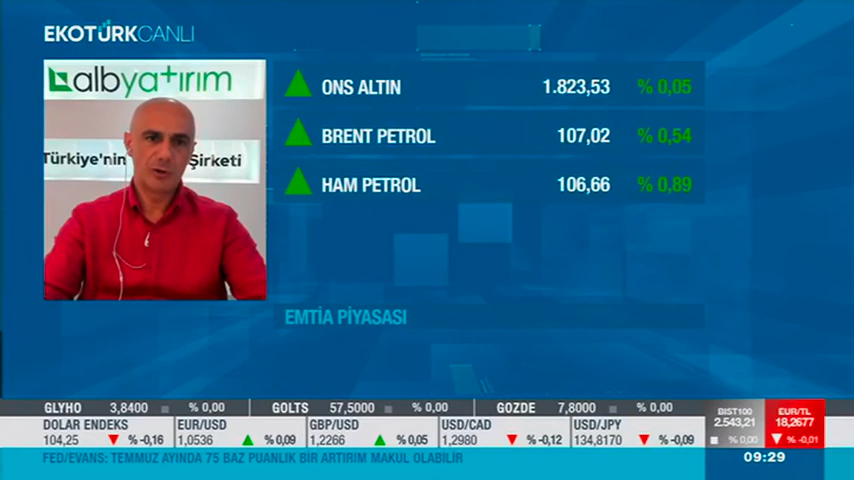 EKOTÜRK CANLI
albyatırım
Türkiye'nin Şirketi
ONS ALTIN 1.823,53 % 0,05
BRENT PETROL 107,02 % 0,54
HAM PETROL 106,66 % 0,89
EMTİA PİYASASI
GLYHO 3,8400 % 0,00 GOLTS 57,5000 % 0,00 GOZDE 7,8000 % 0,00
DOLAR ENDEKS EUR/USD GBP/USD USD/CAD USD/JPY
104,25 % -0,16 1,0536 % 0,09 1,2266 % 0,05 1,2980 % -0,12 134,8170 % -0,09
BIST100
2.543,21
% 0,00
EUR/TL
18,2677
% -0,01
FED/EVANS: TEMMUZ AYINDA 75 BAZ PUANLIK BİR ARTIRIM MAKUL OLABİLİR
09:29